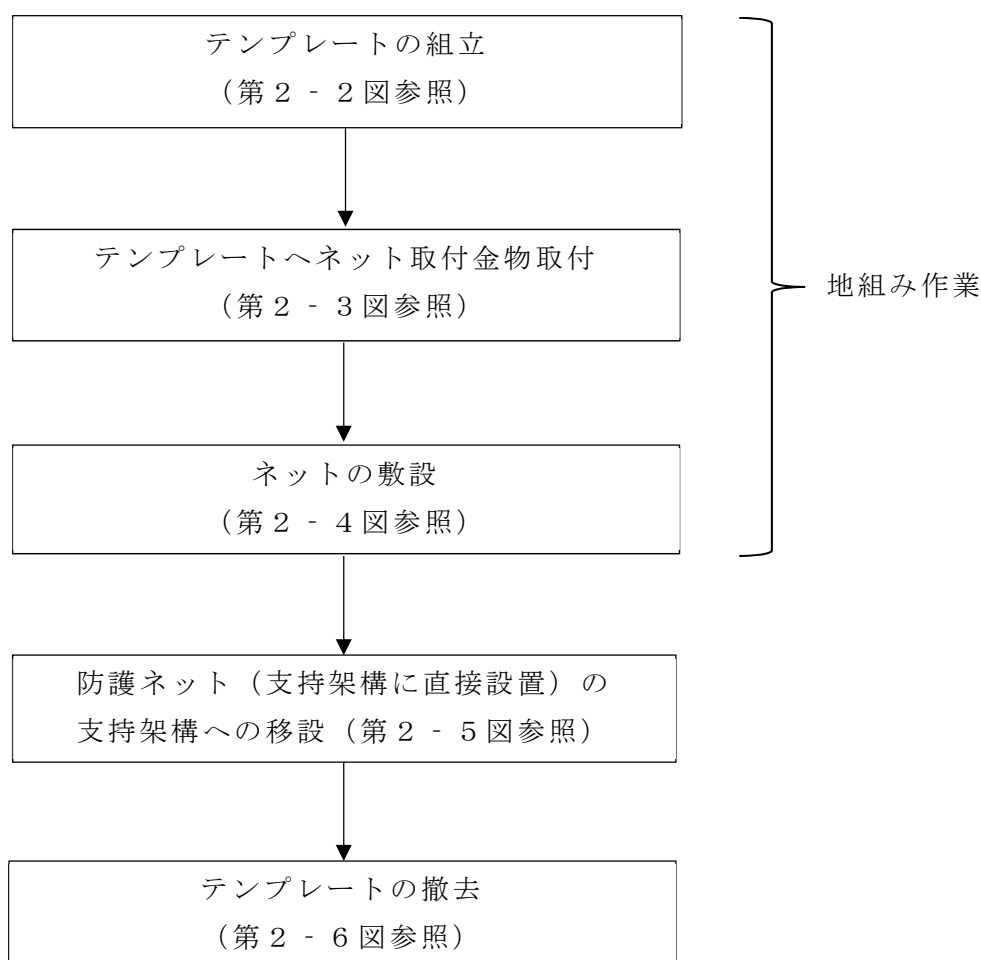 テンプレートの組立
（第２‐２図参照）
テンプレートへネット取付金物取付
（第２‐３図参照）
地組み作業
ネットの敷設
（第２‐４図参照）
防護ネット（支持架構に直接設置）の
支持架構への移設（第２‐５図参照）
テンプレートの撤去
（第２‐６図参照）